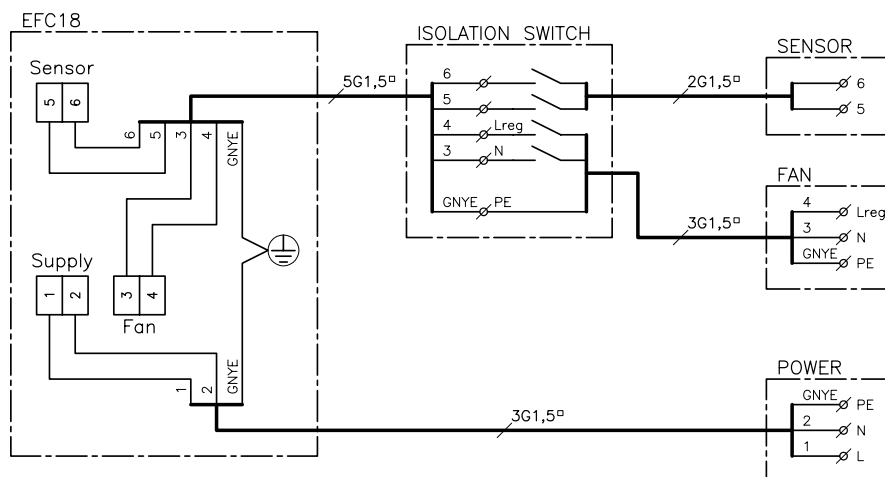 EFC18
Sensor
5 6
6 5 3 4 GNYE
Supply
1 2
3 4
Fan
1 2 GNYE
5G1,5□
ISOLATION SWITCH
6
5
4 Lreg
3 N
GNYE PE
2G1,5□
SENSOR
6
5
3G1,5□
FAN
4 Lreg
3 N
GNYE PE
3G1,5□
POWER
GNYE PE
2 N
1 L